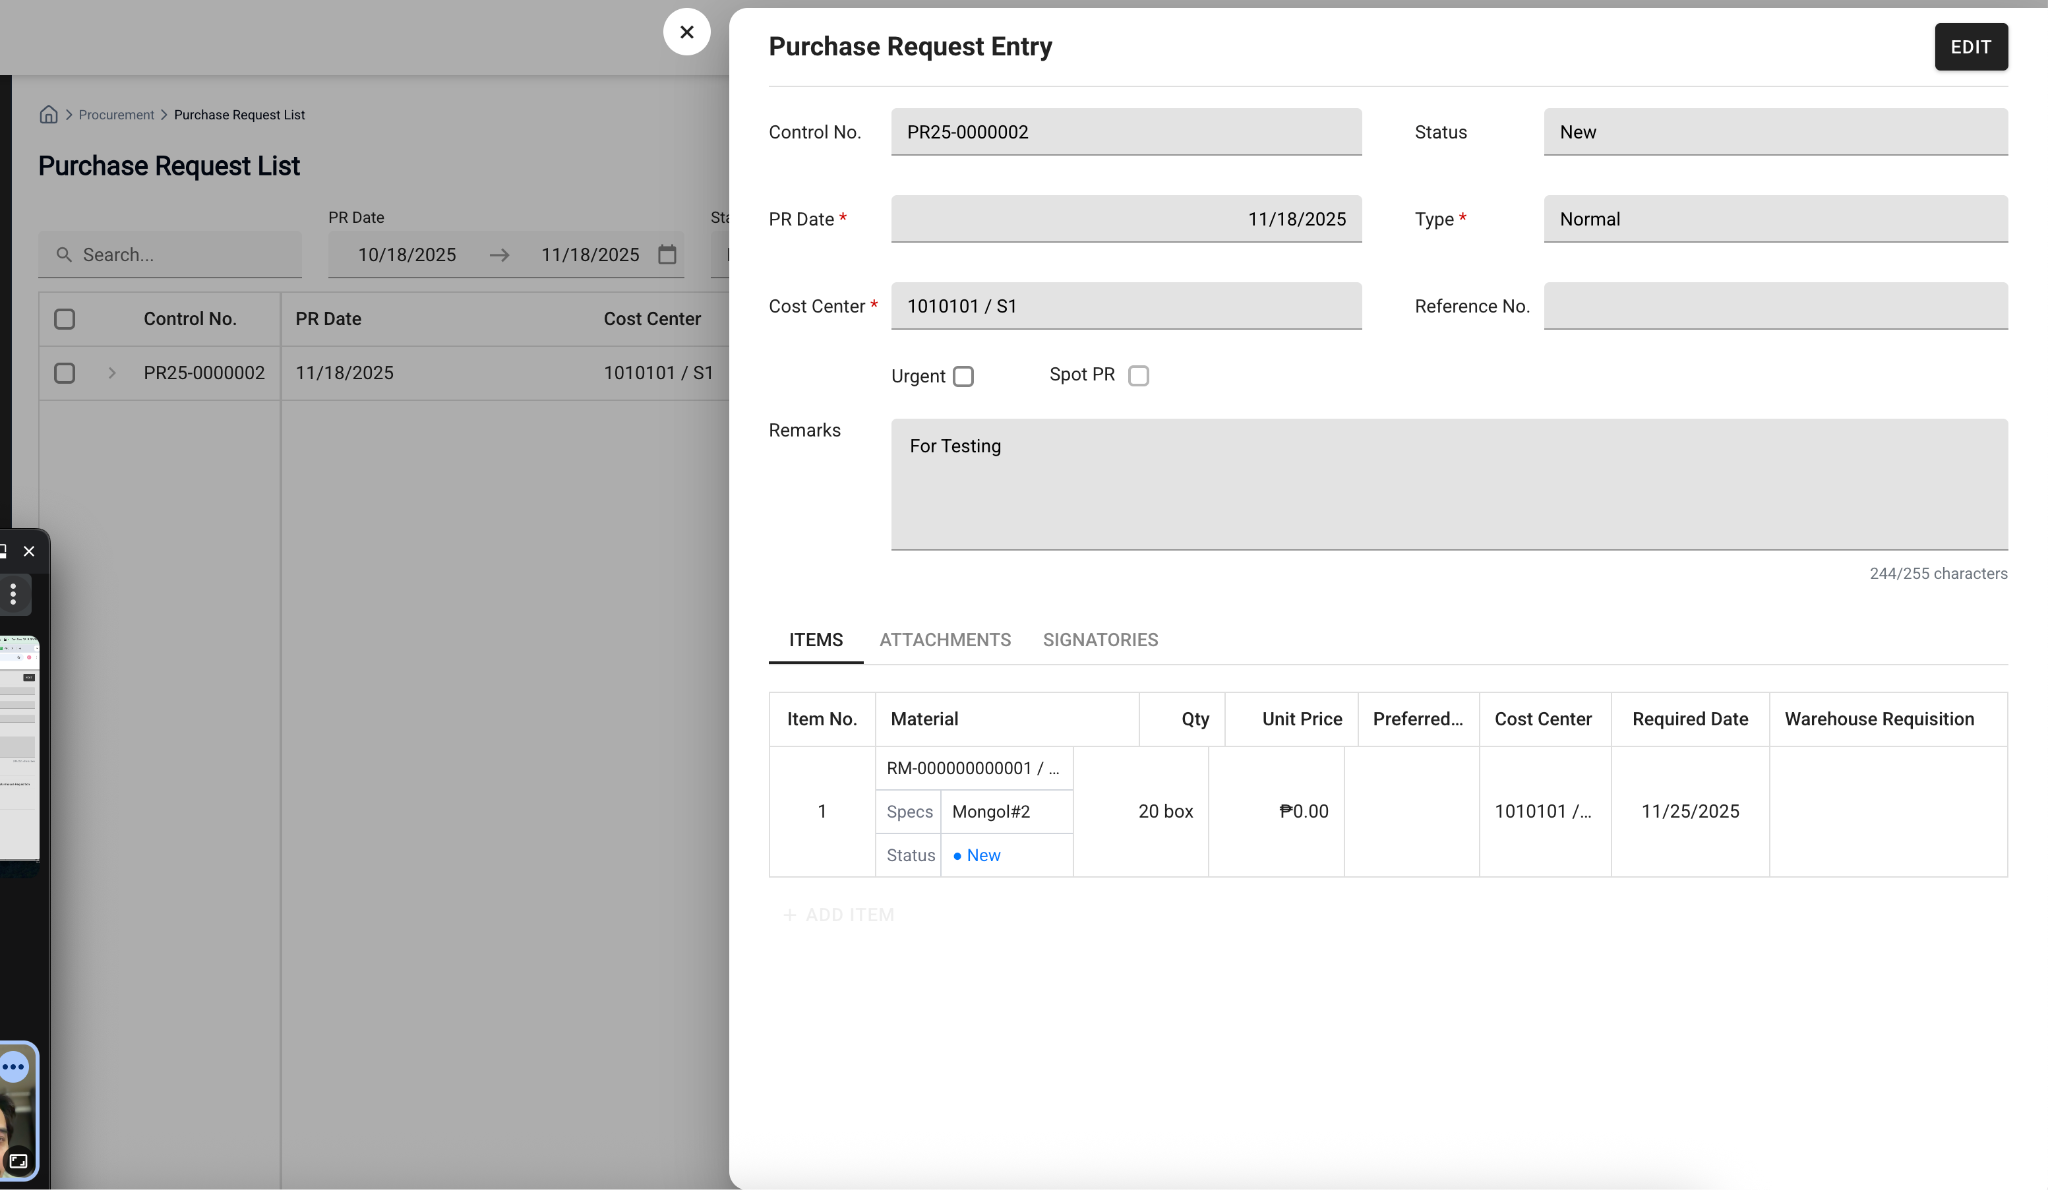 Purchase Request Entry
EDIT
Procurement
Purchase Request List
Control No.
PR25-0000002
Status
New
Purchase Request List
PR Date *
11/18/2025
Type *
Normal
PR Date
Search...
10/18/2025
11/18/2025
Cost Center *
1010101 / S1
Reference No.
Control No.
PR Date
Cost Center
PR25-0000002
11/18/2025
1010101 / S1
Urgent
Spot PR
Remarks
For Testing
244/255 characters
ITEMS
ATTACHMENTS
SIGNATORIES
Item No.
Material
Qty
Unit Price
Preferred...
Cost Center
Required Date
Warehouse Requisition
RM-000000000001 / ...
1
Specs
Mongol#2
20 box
₱0.00
1010101 /...
11/25/2025
Status
• New
+ ADD ITEM